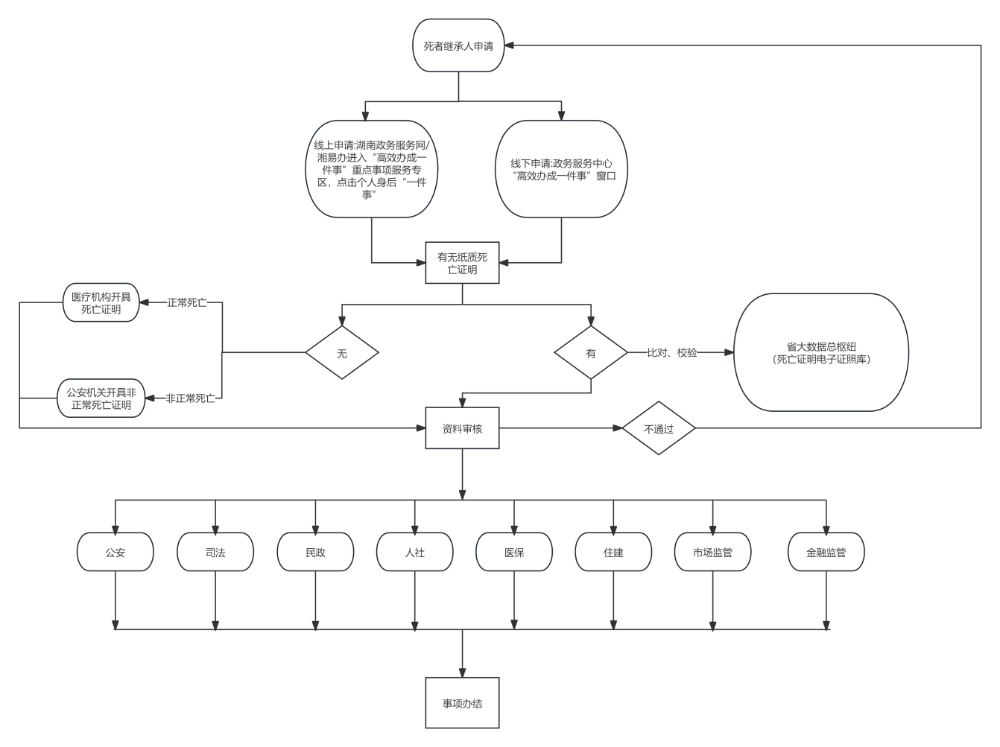 死者继承人申请
线上申请:湖南政务服务网/
湘易办进入“高效办成一
件事”重点事项服务专
区，点击个人身后“一件
事”
线下申请:政务服务中心
“高效办成一件事”窗口
有无纸质死
亡证明
医疗机构开具
死亡证明
正常死亡
无
有
比对、校验
省大数据总枢纽
（死亡证明电子证照库）
公安机关开具非
正常死亡证明
非正常死亡
资料审核
不通过
公安
司法
民政
人社
医保
住建
市场监管
金融监管
事项办结